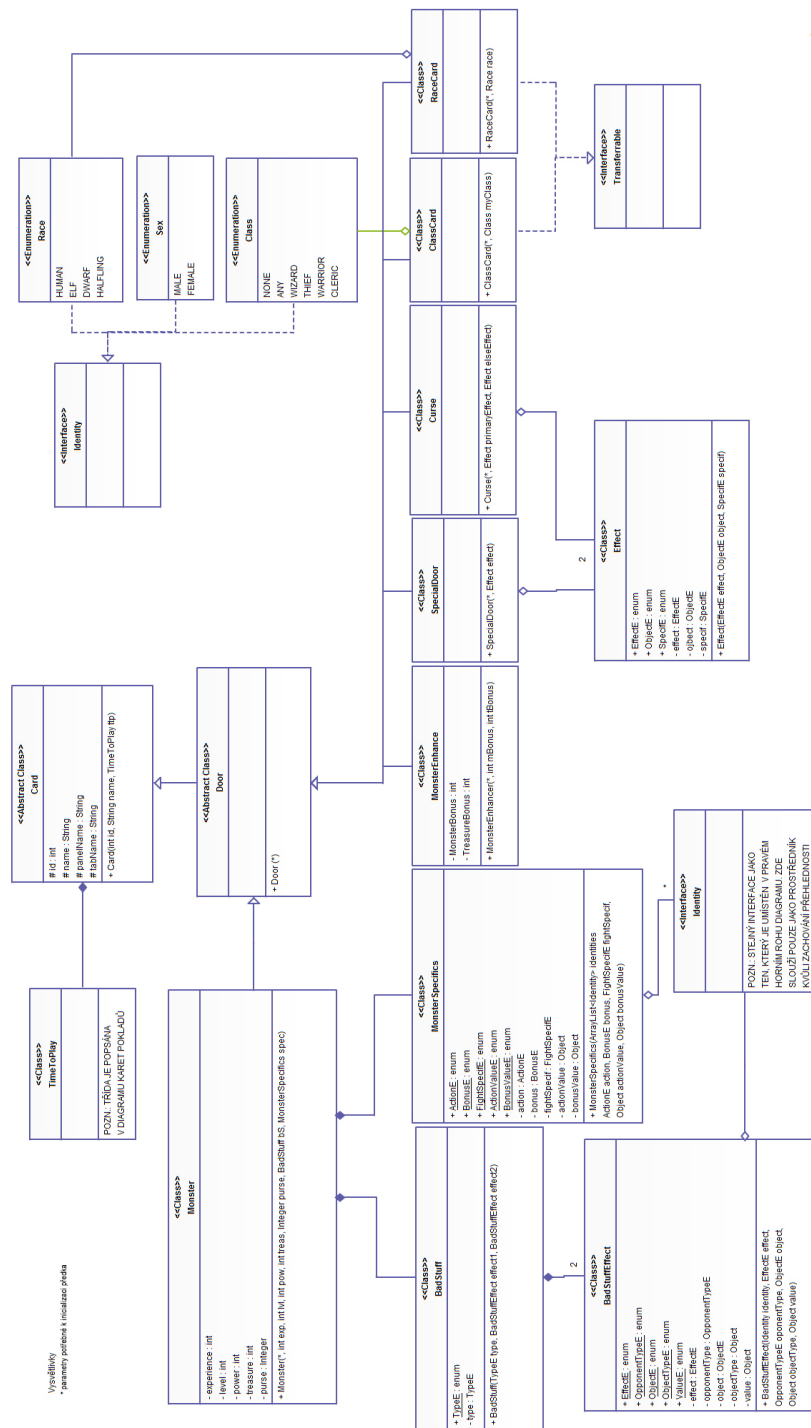 Vysvětlivky
* parametry potřebné k inicializaci předka
<<Class>>
TimeToPlay
POZN.: TŘÍDA JE POPSÁNA
V DIAGRAMU KARET POKLADŮ
<<Abstract Class>>
Card
# id : int
# name : String
# panelName : String
# tabName : String
+ Card(int id, String name, TimeToPlay ttp)
<<Interface>>
Identity
<<Enumeration>>
Race
HUMAN
ELF
DWARF
HALFLING
<<Enumeration>>
Sex
MALE
FEMALE
<<Enumeration>>
Class
NONE
ANY
WIZARD
THIEF
WARRIOR
CLERIC
<<Class>>
Monster
- experience : int
- level : int
- power : int
- treasure : int
- purse : Integer
+ Monster(*, int exp, int lvl, int pow, int treas, Integer purse, BadStuff bS, MonsterSpecifics spec)
<<Abstract Class>>
Door
+ Door (*)
<<Class>>
BadStuff
+ TypeE : enum
- type : TypeE
+ BadStuff(TypeE type, BadStuffEffect effect1, BadStuffEffect effect2)
<<Class>>
MonsterSpecifics
+ ActionE : enum
+ BonusE : enum
+ FightSpecifE : enum
+ ActionValueE : enum
+ BonusValueE : enum
- action : ActionE
- bonus : BonusE
- fightSpecif : FightSpecifE
- actionValue : Object
- bonusValue : Object
+ MonsterSpecifics(ArrayList<Identity> identities
ActionE action, BonusE bonus, FightSpecifE fightSpecif,
Object actionValue, Object bonusValue)
<<Class>>
MonsterEnhance
- MonsterBonus : int
- TreasureBonus : int
+ MonsterEnhancer(*, int mBonus, int tBonus)
<<Class>>
SpecialDoor
+ SpecialDoor(*, Effect effect)
<<Class>>
Curse
+ Curse(*, Effect primaryEffect, Effect elseEffect)
<<Class>>
ClassCard
+ ClassCard(*, Class myClass)
<<Class>>
RaceCard
+ RaceCard(*, Race race)
2
<<Class>>
BadStuffEffect
+ EffectE : enum
+ OpponentTypeE : enum
+ ObjectE : enum
+ ObjectTypeE : enum
+ ValueE : enum
- effect : EffectE
- opponentType : OpponentTypeE
- object : ObjectE
- objectType : Object
- value : Object
+ BadStuffEffect(Identity identity, EffectE effect,
OpponentTypeE oponentType, ObjectE object,
Object objectType, Object value)
*
<<Interface>>
Identity
POZN.: STEJNÝ INTERFACE JAKO
TEN, KTERÝ JE UMÍSTĚN V PRAVÉM
HORNÍM ROHU DIAGRAMU. ZDE
SLOUŽÍ POUZE JAKO PROSTŘEDNÍK
KVŮLI ZACHOVÁNÍ PŘEHLEDNOSTI
2
<<Class>>
Effect
+ EffectE : enum
+ ObjectE : enum
+ SpecifE : enum
- effect : EffectE
- ojbect : ObjectE
- specif : SpecifE
+ Effect(EffectE effect, ObjectE object, SpecifE specif)
<<Interface>>
Transferrable